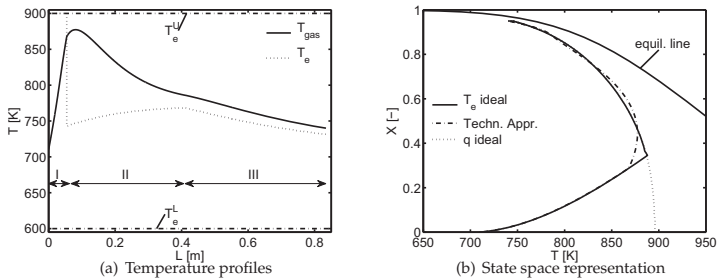 900
850
800
750
700
650
600
T [K]
0
0.2
0.4
0.6
0.8
L [m]
T_e^U
T_gas
T_e
I
II
III
T_e^L
(a) Temperature profiles
1
0.8
0.6
0.4
0.2
0
X [-]
650
700
750
800
850
900
950
T [K]
equil. line
T_e ideal
Techn. Appr.
q ideal
(b) State space representation